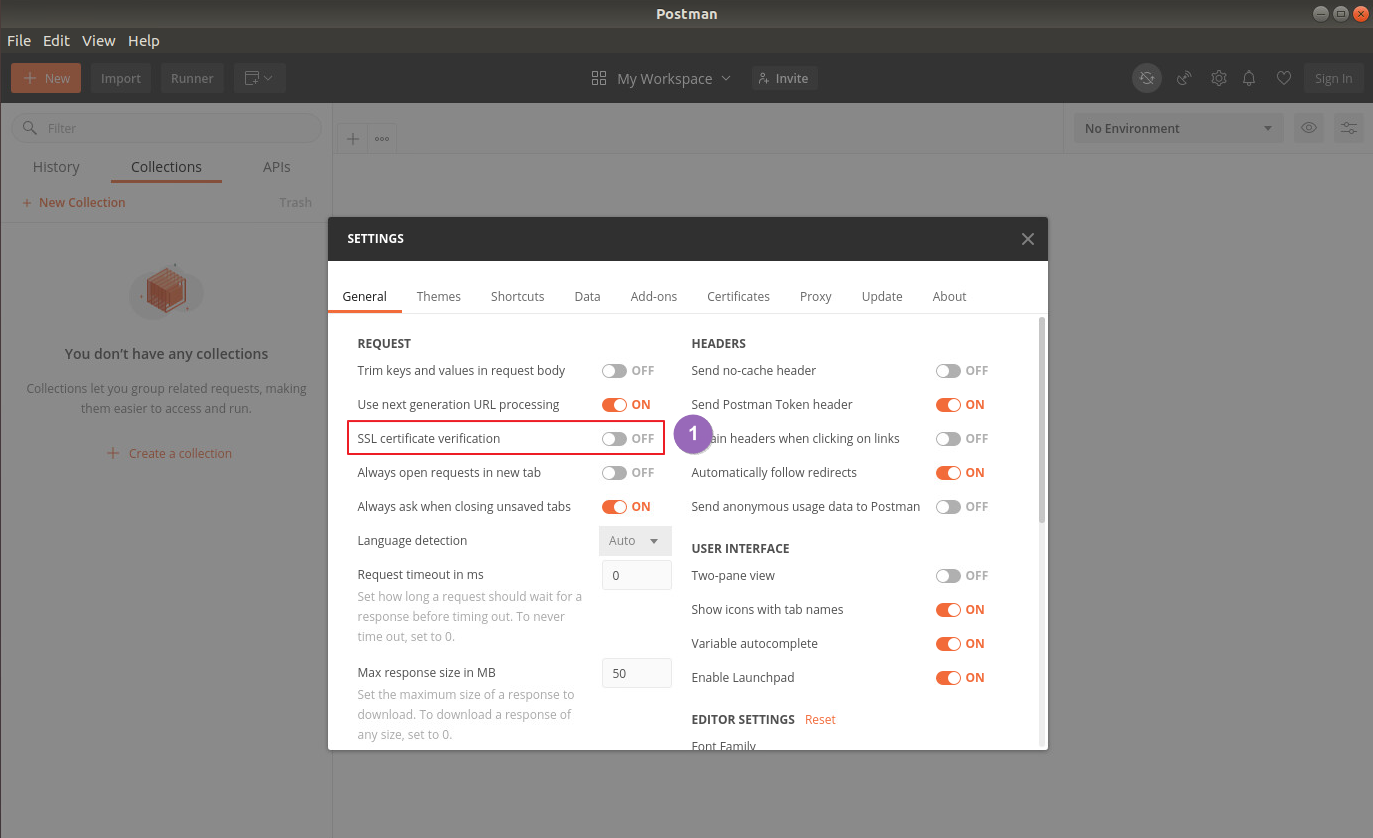 Postman
File Edit View Help
New Import Runner My Workspace Invite Sign In
Filter
History Collections APIs
New Collection Trash
You don't have any collections
Collections let you group related requests, making
them easier to access and run.
Create a collection
No Environment
SETTINGS
General Themes Shortcuts Data Add-ons Certificates Proxy Update About
REQUEST
Trim keys and values in request body OFF
Use next generation URL processing ON
SSL certificate verification OFF
1
Always open requests in new tab OFF
Always ask when closing unsaved tabs ON
Language detection Auto
Request timeout in ms 0
Set how long a request should wait for a
response before timing out. To never
time out, set to 0.
Max response size in MB 50
Set the maximum size of a response to
download. To download a response of
any size, set to 0.
HEADERS
Send no-cache header OFF
Send Postman Token header ON
ain headers when clicking on links OFF
Automatically follow redirects ON
Send anonymous usage data to Postman OFF
USER INTERFACE
Two-pane view OFF
Show icons with tab names ON
Variable autocomplete ON
Enable Launchpad ON
EDITOR SETTINGS Reset
Font Family